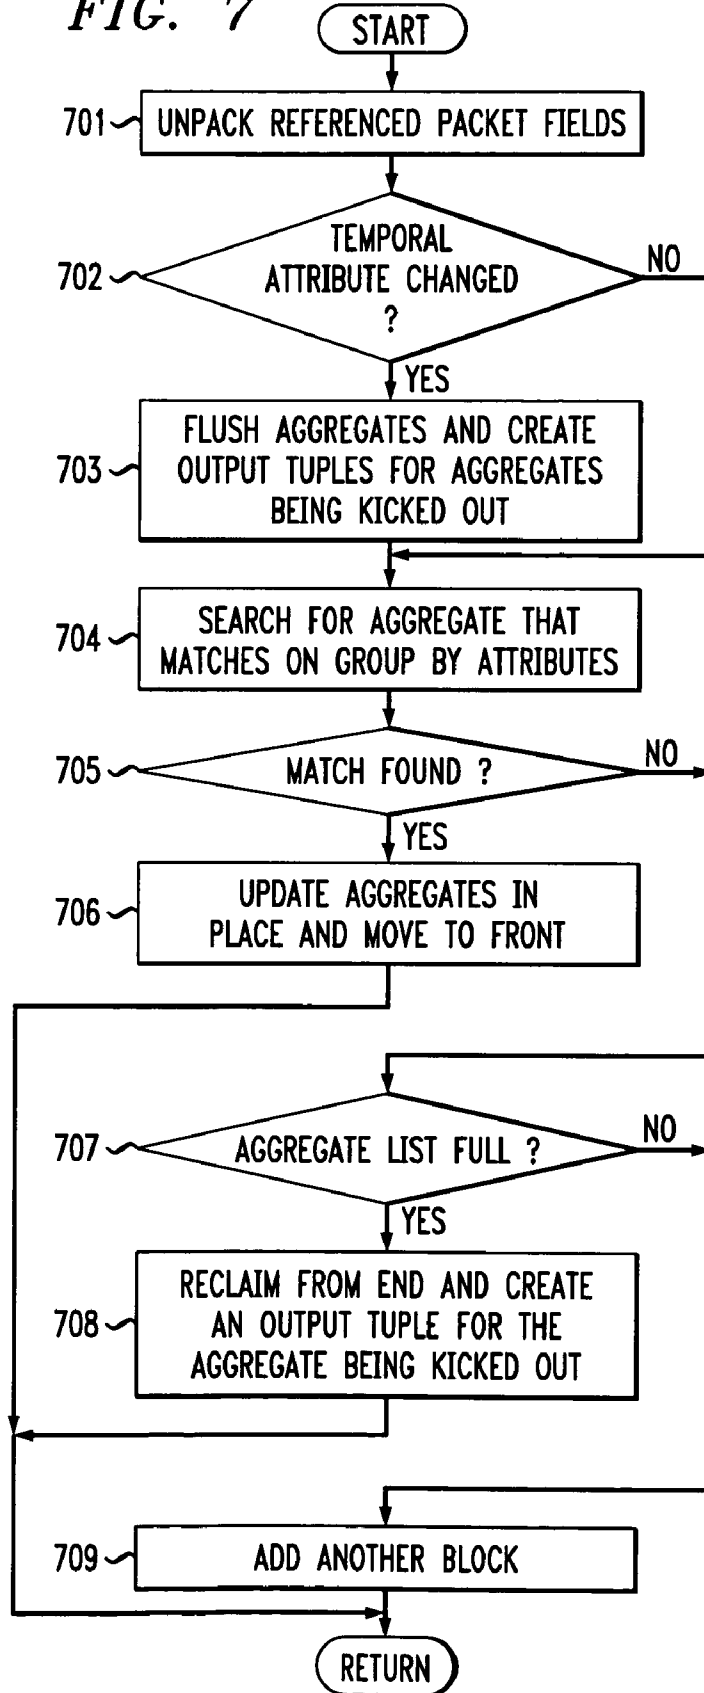 FIG. 7
START
701
UNPACK REFERENCED PACKET FIELDS
702
TEMPORAL
ATTRIBUTE CHANGED
?
NO
YES
703
FLUSH AGGREGATES AND CREATE
OUTPUT TUPLES FOR AGGREGATES
BEING KICKED OUT
704
SEARCH FOR AGGREGATE THAT
MATCHES ON GROUP BY ATTRIBUTES
705
MATCH FOUND ?
NO
YES
706
UPDATE AGGREGATES IN
PLACE AND MOVE TO FRONT
707
AGGREGATE LIST FULL ?
NO
YES
708
RECLAIM FROM END AND CREATE
AN OUTPUT TUPLE FOR THE
AGGREGATE BEING KICKED OUT
709
ADD ANOTHER BLOCK
RETURN